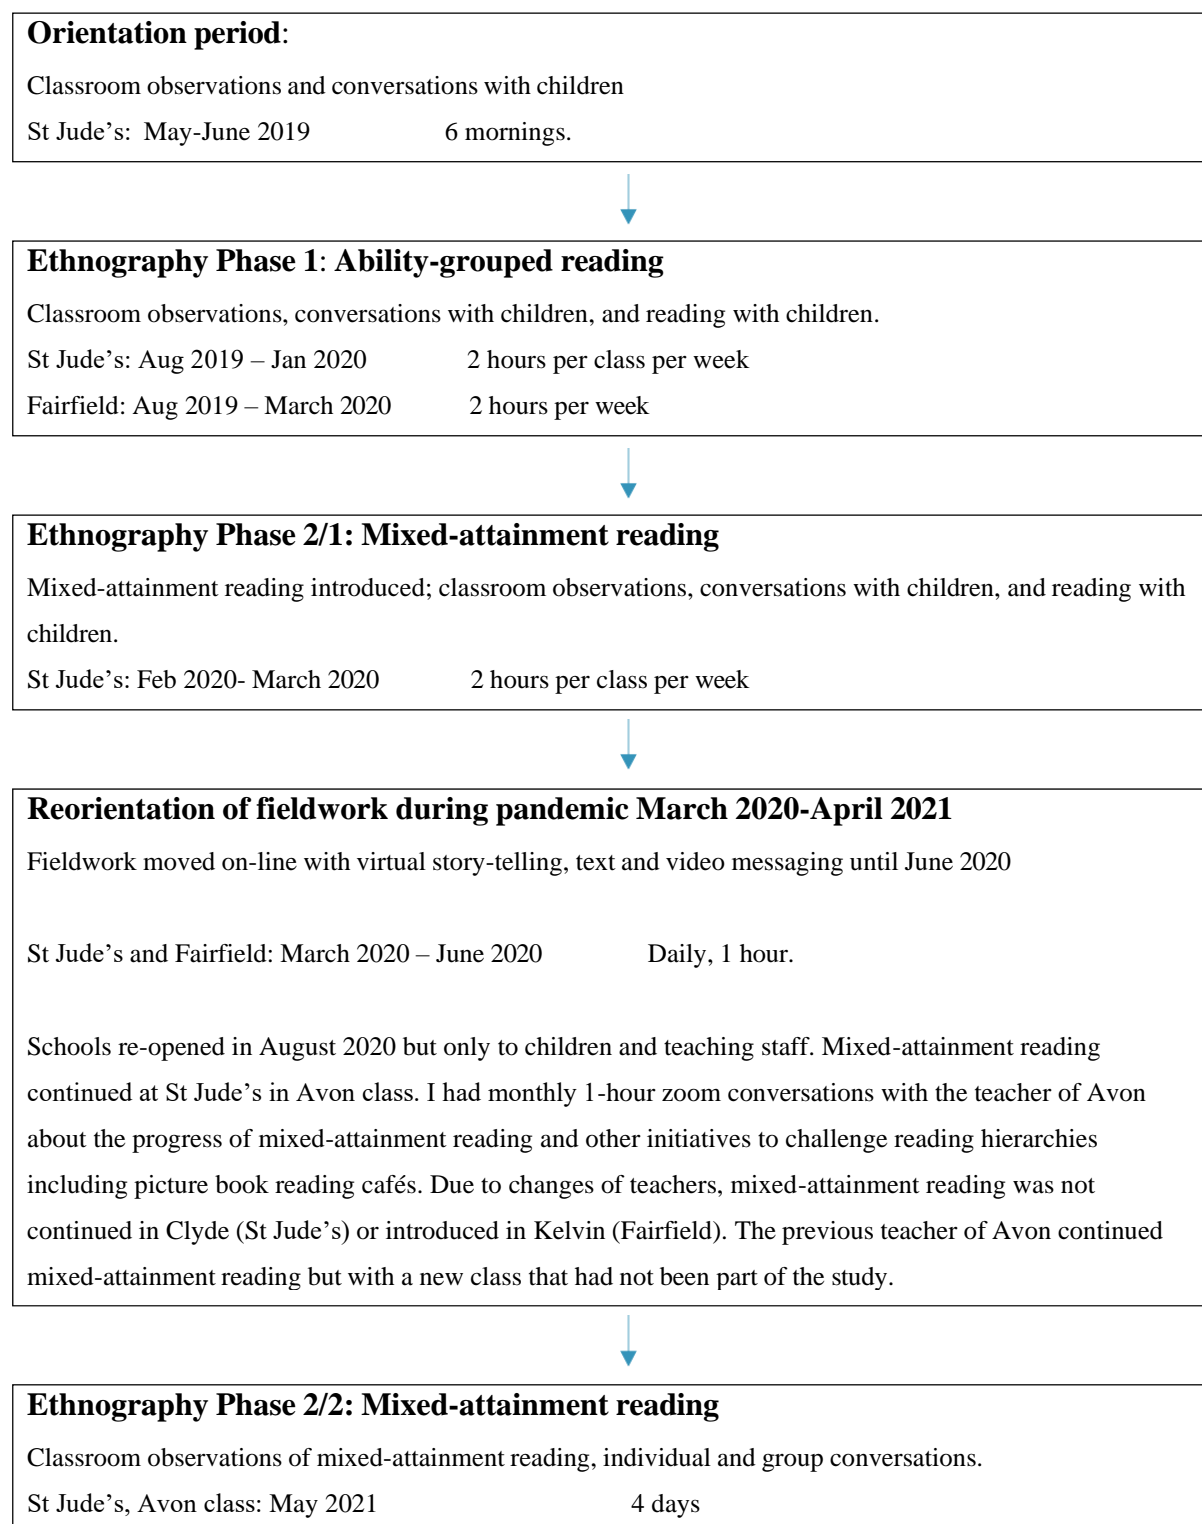 Orientation period:
Classroom observations and conversations with children
St Jude’s: May-June 2019 6 mornings.
Ethnography Phase 1: Ability-grouped reading
Classroom observations, conversations with children, and reading with children.
St Jude’s: Aug 2019 – Jan 2020 2 hours per class per week
Fairfield: Aug 2019 – March 2020 2 hours per week
Ethnography Phase 2/1: Mixed-attainment reading
Mixed-attainment reading introduced; classroom observations, conversations with children, and reading with
children.
St Jude’s: Feb 2020- March 2020 2 hours per class per week
Reorientation of fieldwork during pandemic March 2020-April 2021
Fieldwork moved on-line with virtual story-telling, text and video messaging until June 2020
St Jude’s and Fairfield: March 2020 – June 2020 Daily, 1 hour.
Schools re-opened in August 2020 but only to children and teaching staff. Mixed-attainment reading
continued at St Jude’s in Avon class. I had monthly 1-hour zoom conversations with the teacher of Avon
about the progress of mixed-attainment reading and other initiatives to challenge reading hierarchies
including picture book reading cafés. Due to changes of teachers, mixed-attainment reading was not
continued in Clyde (St Jude’s) or introduced in Kelvin (Fairfield). The previous teacher of Avon continued
mixed-attainment reading but with a new class that had not been part of the study.
Ethnography Phase 2/2: Mixed-attainment reading
Classroom observations of mixed-attainment reading, individual and group conversations.
St Jude’s, Avon class: May 2021 4 days